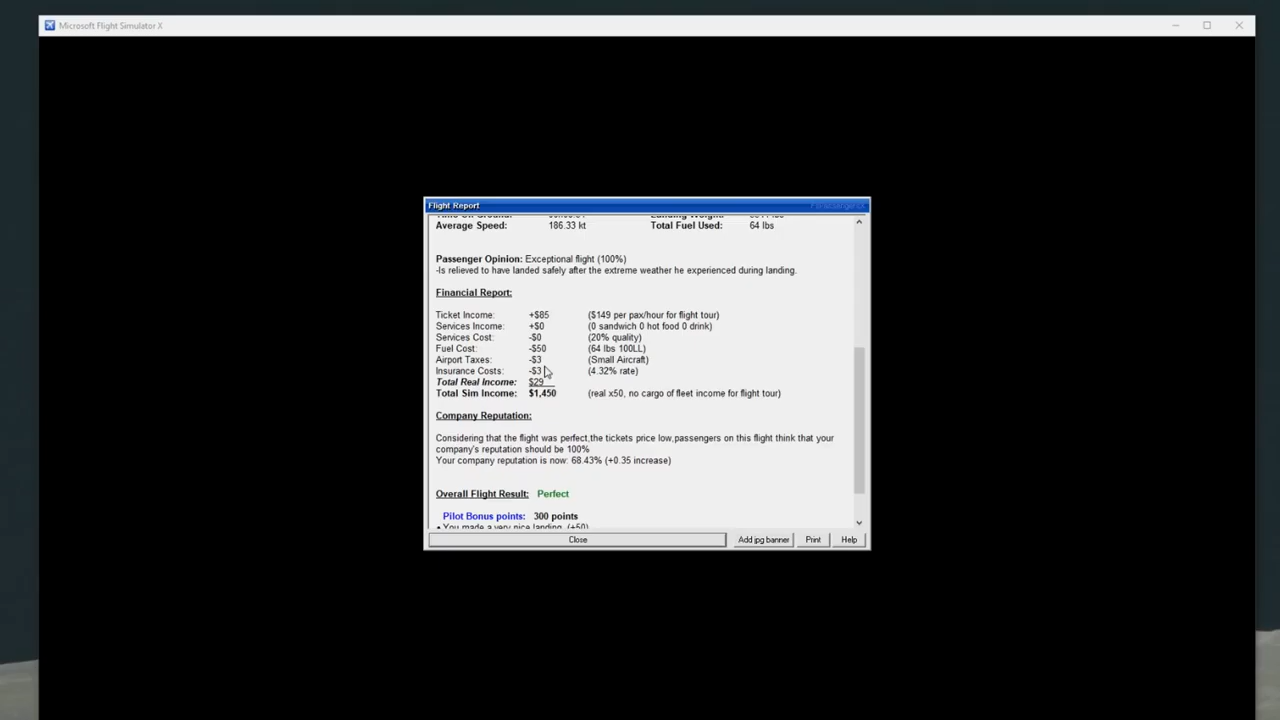 Microsoft Flight Simulator X
Flight Report
Average Speed: 186.33 kt Total Fuel Used: 64 lbs
Passenger Opinion: Exceptional flight (100%)
-Is relieved to have landed safely after the extreme weather he experienced during landing.
Financial Report:
Ticket Income: +$85 ($149 per pax/hour for flight tour)
Services Income: +$0 (0 sandwich 0 hot food 0 drink)
Services Cost: -$0 (20% quality)
Fuel Cost: -$50 (64 lbs 100LL)
Airport Taxes: -$3 (Small Aircraft)
Insurance Costs: -$3 (4.32% rate)
Total Real Income: $29
Total Sim Income: $1,450 (real x50, no cargo of fleet income for flight tour)
Company Reputation:
Considering that the flight was perfect,the tickets price low,passengers on this flight think that your
company's reputation should be 100%
Your company reputation is now: 68.43% (+0.35 increase)
Overall Flight Result: Perfect
Pilot Bonus points: 300 points
• You made a very nice landing. (+50)
Close Add jpg banner Print Help